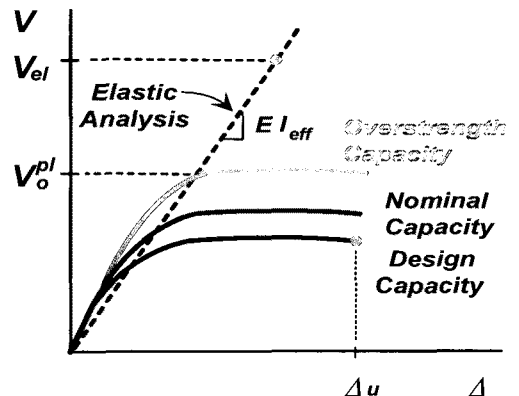 V
V_el
Elastic
Analysis
E I_eff
Overstrength
Capacity
V_o^pl
Nominal
Capacity
Design
Capacity
Δu
Δ